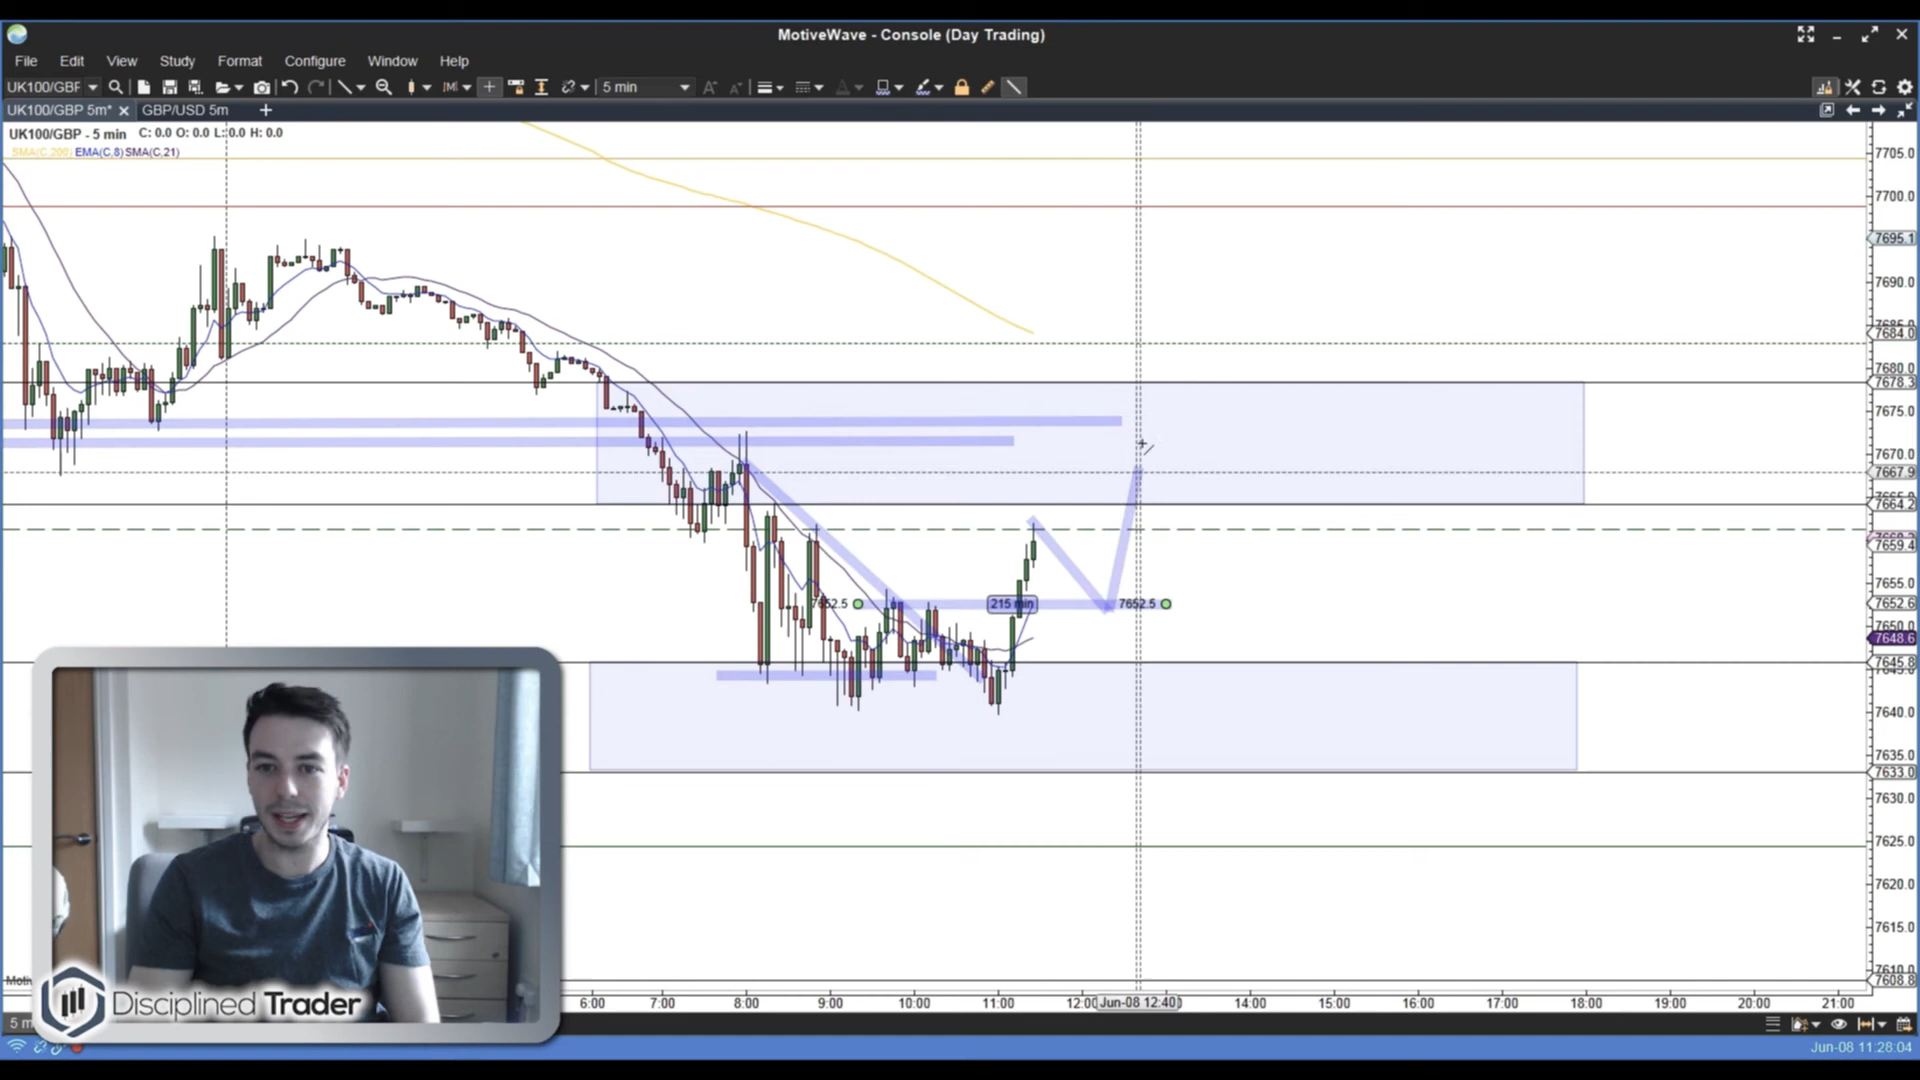 MotiveWave - Console (Day Trading)
File Edit View Study Format Configure Window Help
UK100/GBP 5 min
UK100/GBP 5m* GBP/USD 5m
UK100/GBP - 5 min C: 0.0 O: 0.0 L: 0.0 H: 0.0
SMA(C,200) EMA(C,8) SMA(C,21)
7705.0
7700.0
7695.1
7690.0
7684.0
7680.0
7678.3
7675.0
7670.0
7667.9
7664.2
7659.4
7655.0
7652.5 215 min 7652.5 7652.6
7650.0
7648.6
7645.8
7640.0
7633.0
7630.0
7625.0
7620.0
7615.0
7610.0
7608.8
6:00 7:00 8:00 9:00 10:00 11:00 12:00 Jun-08 12:40 14:00 15:00 16:00 17:00 18:00 19:00 20:00 21:00
Disciplined Trader
5 m
Jun-08 11:28:04